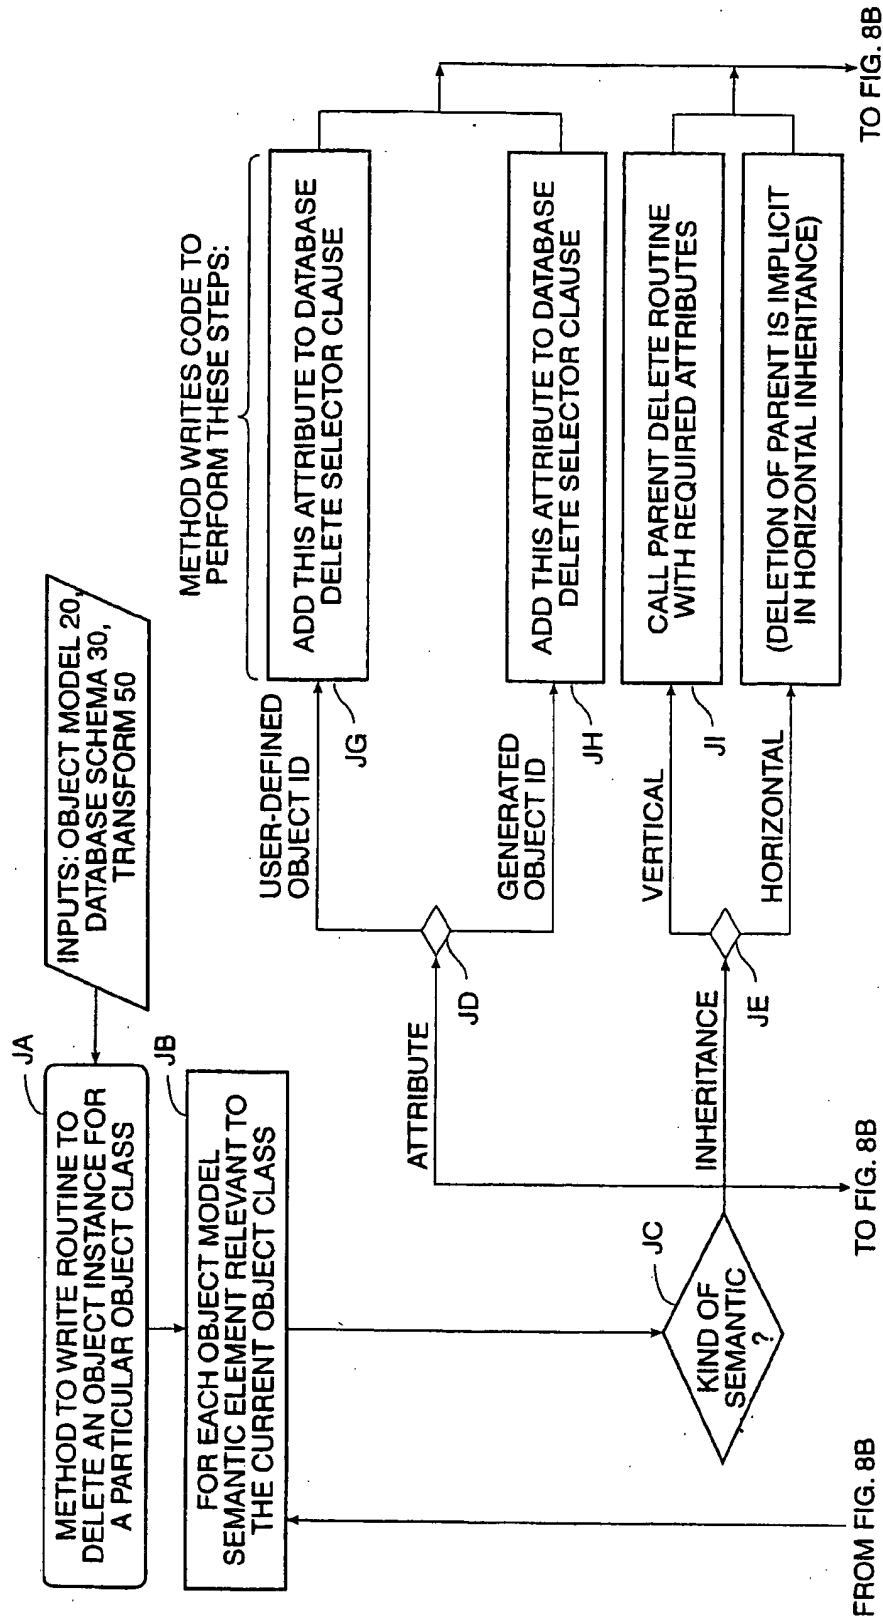 INPUTS: OBJECT MODEL 20,
DATABASE SCHEMA 30,
TRANSFORM 50
JA
METHOD TO WRITE ROUTINE TO
DELETE AN OBJECT INSTANCE FOR
A PARTICULAR OBJECT CLASS
JB
FOR EACH OBJECT MODEL
SEMANTIC ELEMENT RELEVANT TO
THE CURRENT OBJECT CLASS
METHOD WRITES CODE TO
PERFORM THESE STEPS:
USER-DEFINED
OBJECT ID
ADD THIS ATTRIBUTE TO DATABASE
DELETE SELECTOR CLAUSE
JG
ATTRIBUTE
JD
GENERATED
OBJECT ID
ADD THIS ATTRIBUTE TO DATABASE
DELETE SELECTOR CLAUSE
JH
JC
KIND OF
SEMANTIC
?
INHERITANCE
JE
VERTICAL
CALL PARENT DELETE ROUTINE
WITH REQUIRED ATTRIBUTES
JI
HORIZONTAL
(DELETION OF PARENT IS IMPLICIT
IN HORIZONTAL INHERITANCE)
FROM FIG. 8B
TO FIG. 8B
TO FIG. 8B